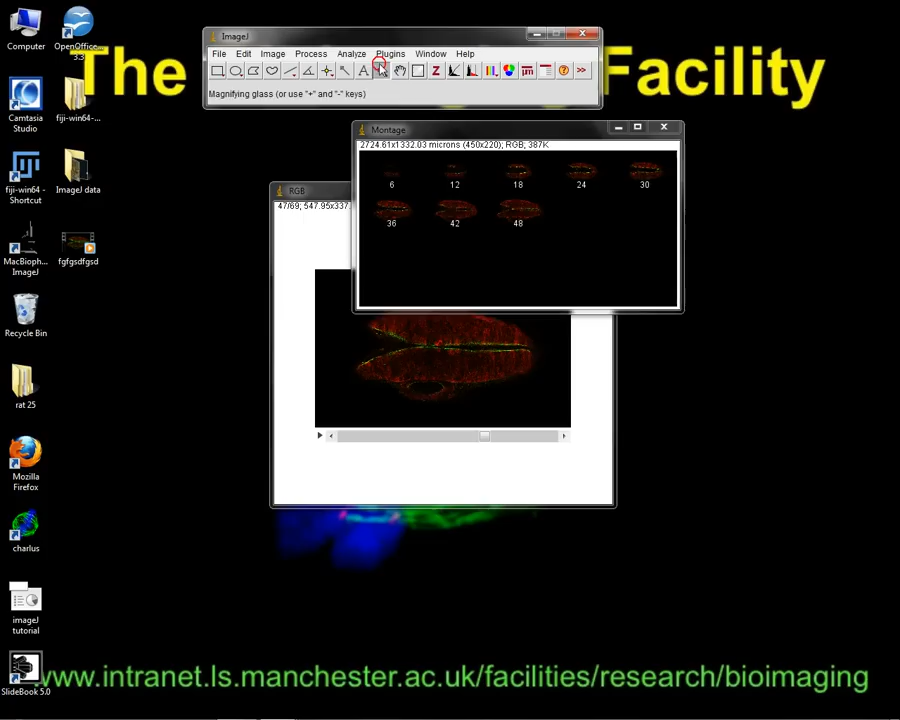 The
Facility
ImageJ
File Edit Image Process Analyze Plugins Window Help
A
Z
>>
Magnifying glass (or use "+" and "-" keys)
Montage
2724.61x1332.03 microns (450x220); RGB; 387K
6 12 18 24 30
36 42 48
RGB
47/69; 547.95x337
Computer
OpenOffice...
3.3
Camtasia
Studio
fiji-win64-...
fiji-win64 -
Shortcut
ImageJ data
MacBioph...
ImageJ
fgfgsdfgsd
Recycle Bin
rat 25
Mozilla
Firefox
charlus
imageJ
tutorial
SlideBook 5.0
www.intranet.ls.manchester.ac.uk/facilities/research/bioimaging